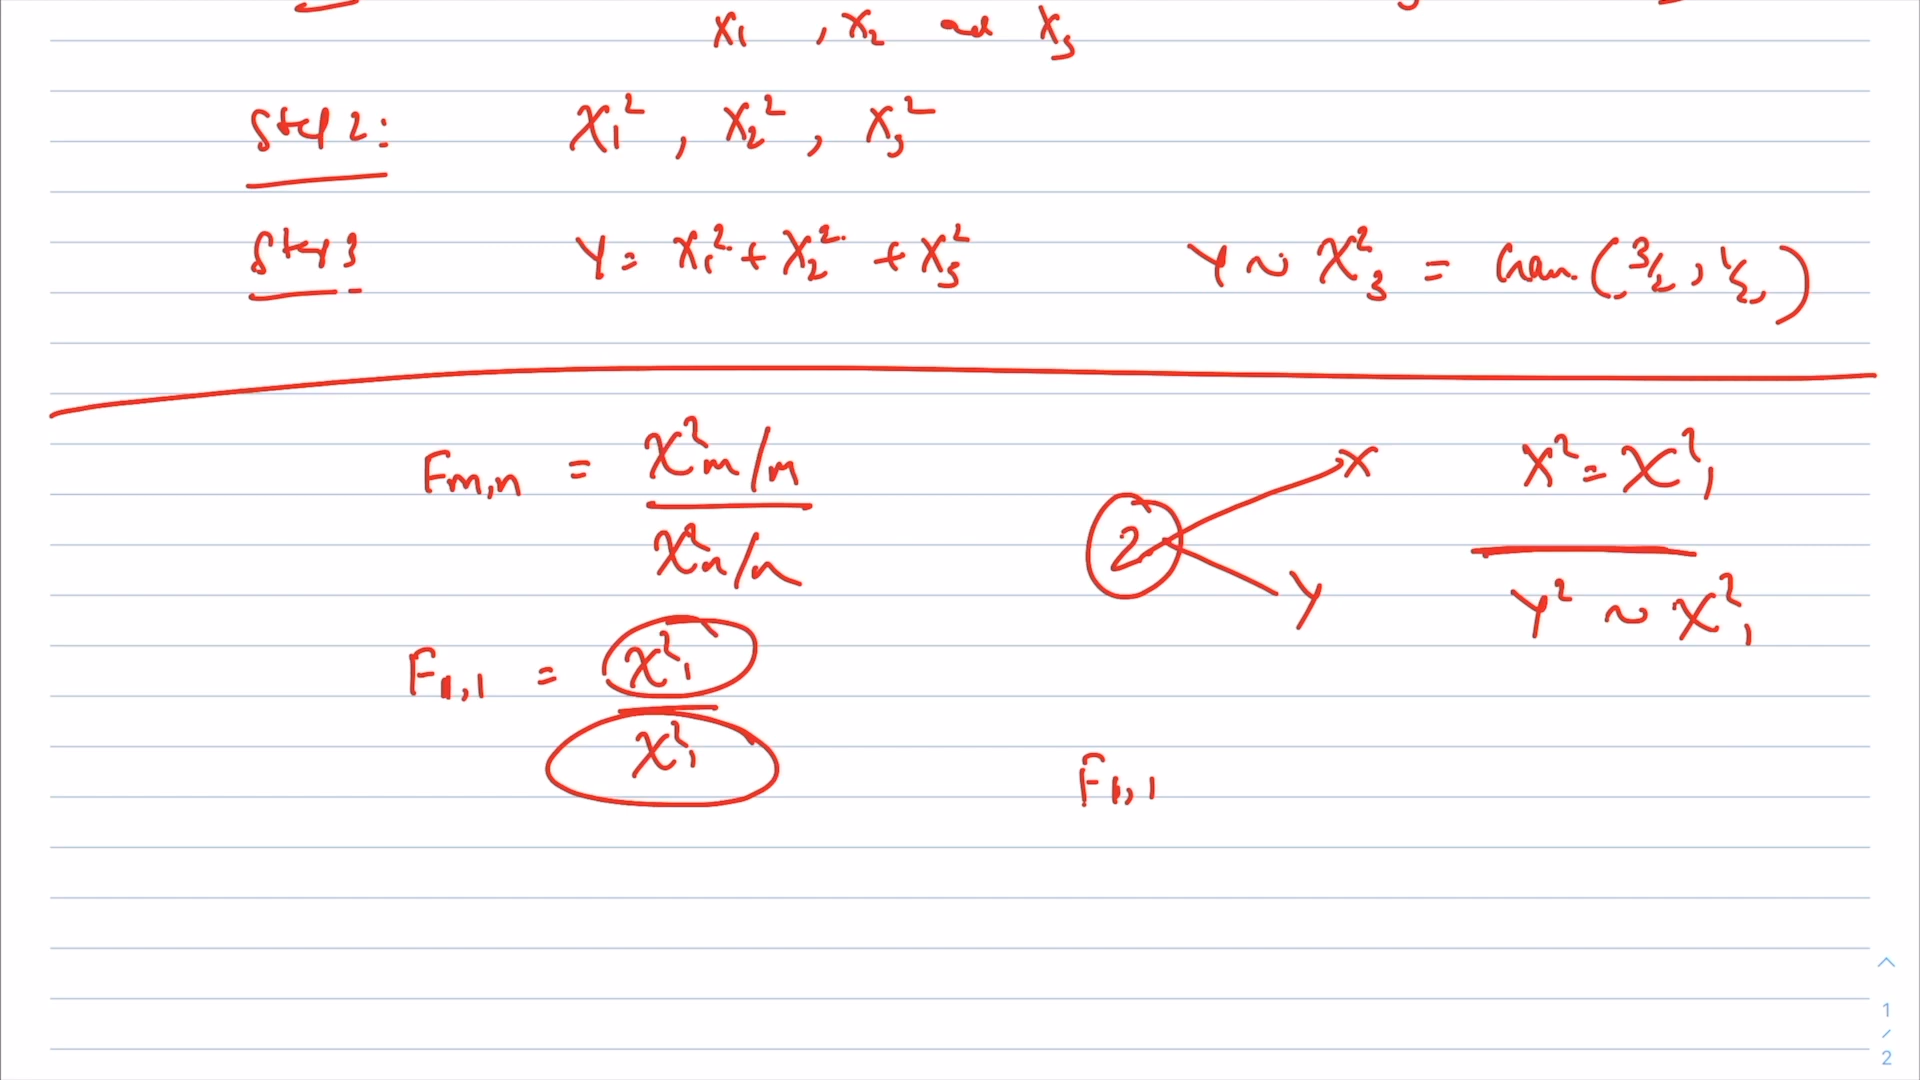 X₁ , X₂ and X₃
Step 2: X₁² , X₂² , X₃²
Step 3 Y = X₁² + X₂² + X₃² Y ~ χ²₃ = Gam. (3/2, 1/2)
Fm,n = χ²m/m
χ²n/n
2 X Y
X² = χ²₁
Y² ~ χ²₁
F1,1 = χ²₁
χ²₁
F1,1
1
/
2